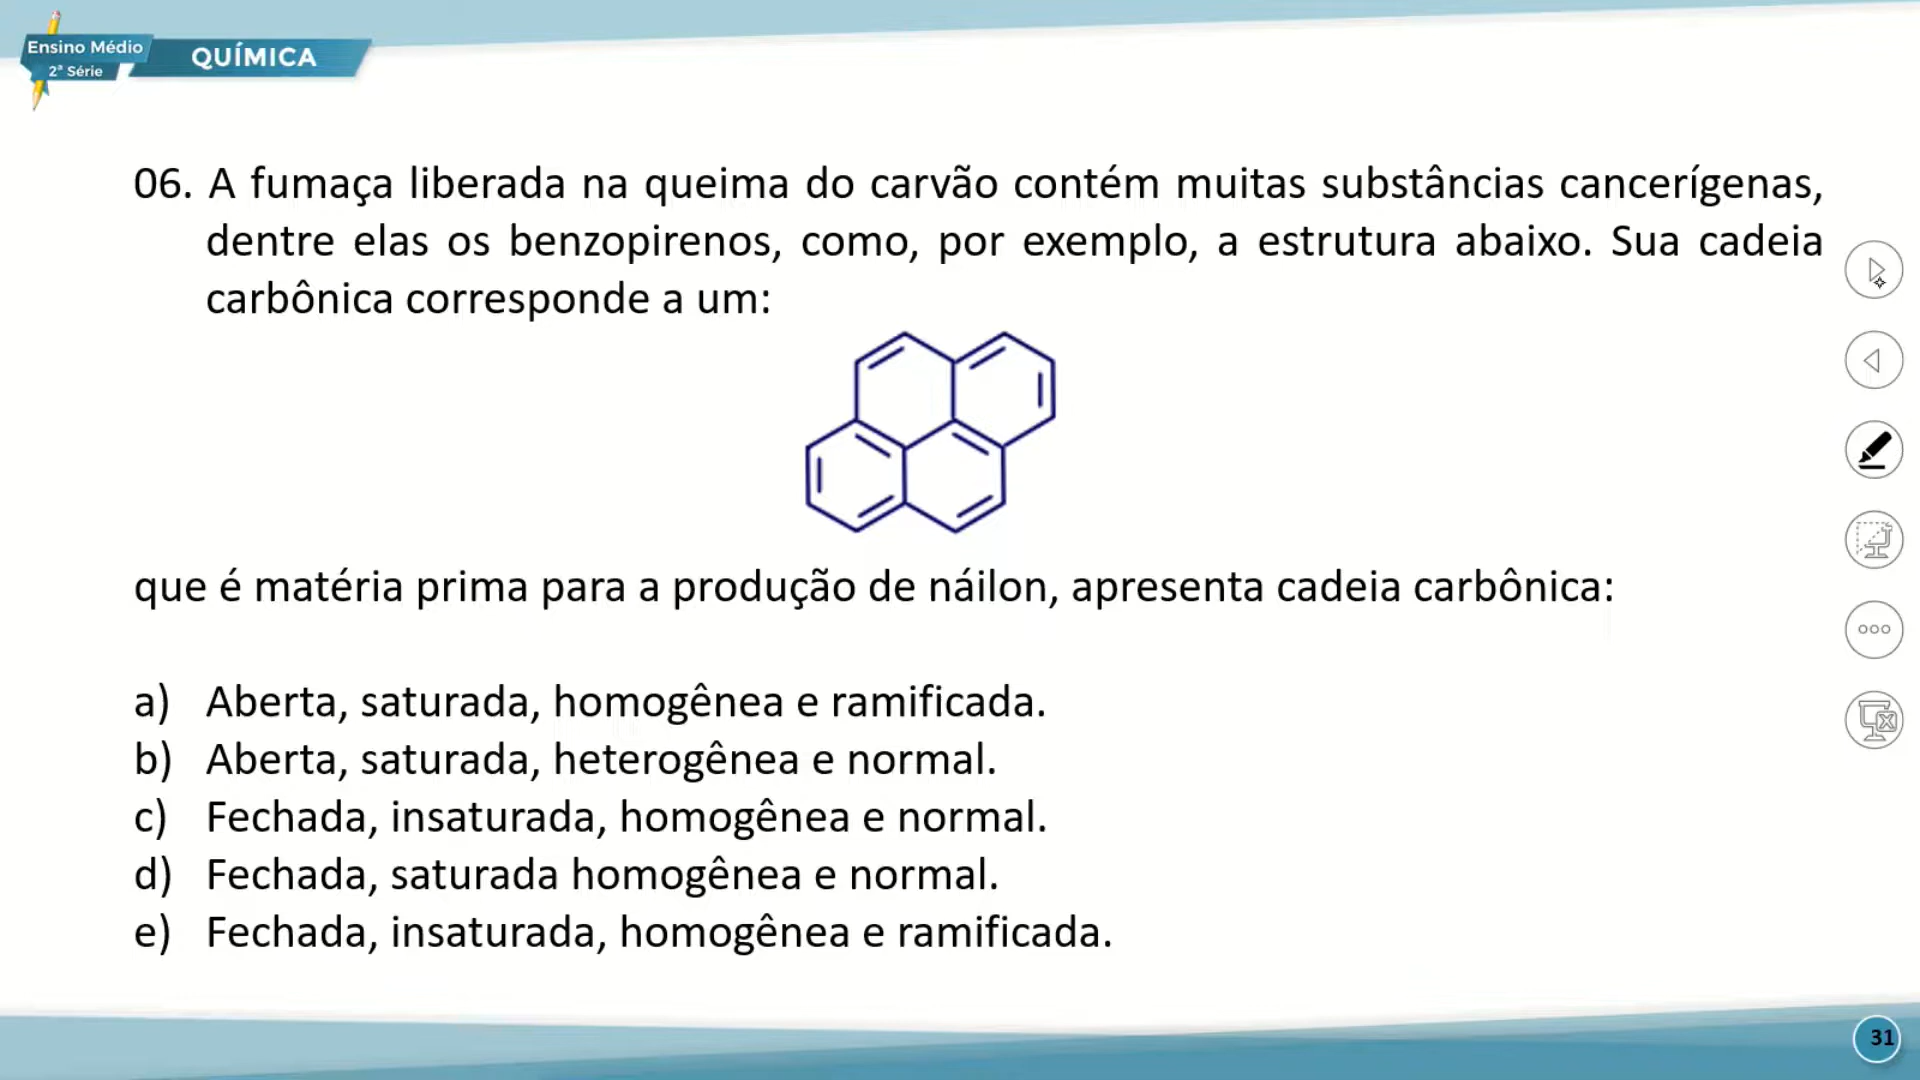 Ensino Médio
2ª Série
QUÍMICA
06. A fumaça liberada na queima do carvão contém muitas substâncias cancerígenas,
dentre elas os benzopirenos, como, por exemplo, a estrutura abaixo. Sua cadeia
carbônica corresponde a um:
que é matéria prima para a produção de náilon, apresenta cadeia carbônica:
a) Aberta, saturada, homogênea e ramificada.
b) Aberta, saturada, heterogênea e normal.
c) Fechada, insaturada, homogênea e normal.
d) Fechada, saturada homogênea e normal.
e) Fechada, insaturada, homogênea e ramificada.
31